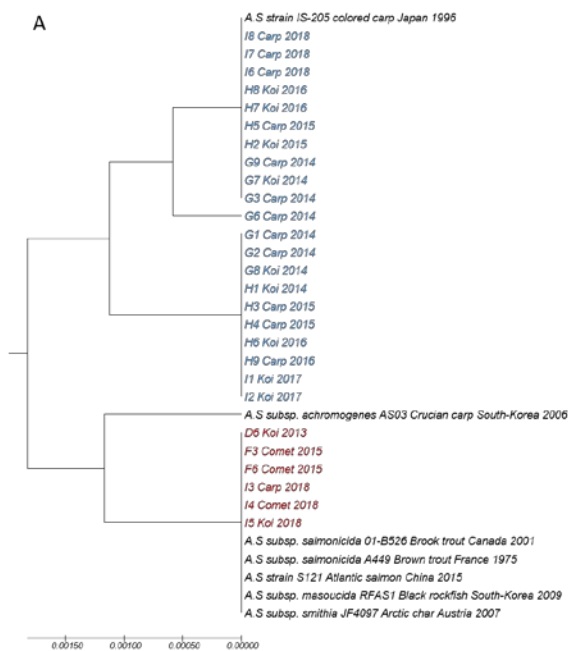 A
A.S strain IS-205 colored carp Japan 1996
I8 Carp 2018
I7 Carp 2018
I6 Carp 2018
H8 Koi 2016
H7 Koi 2016
H5 Carp 2015
H2 Koi 2015
G9 Carp 2014
G7 Koi 2014
G3 Carp 2014
G6 Carp 2014
G1 Carp 2014
G2 Carp 2014
G8 Koi 2014
H1 Koi 2014
H3 Carp 2015
H4 Carp 2015
H6 Koi 2016
H9 Carp 2016
I1 Koi 2017
I2 Koi 2017
A.S subsp. achromogenes AS03 Crucian carp South-Korea 2006
D6 Koi 2013
F3 Comet 2015
F6 Comet 2015
I3 Carp 2018
I4 Comet 2018
I5 Koi 2018
A.S subsp. salmonicida 01-B526 Brook trout Canada 2001
A.S subsp. salmonicida A449 Brown trout France 1975
A.S strain S121 Atlantic salmon China 2015
A.S subsp. masoucida RFAS1 Black rockfish South-Korea 2009
A.S subsp. smithia JF4097 Arctic char Austria 2007
0.00150 0.00100 0.00050 0.00000